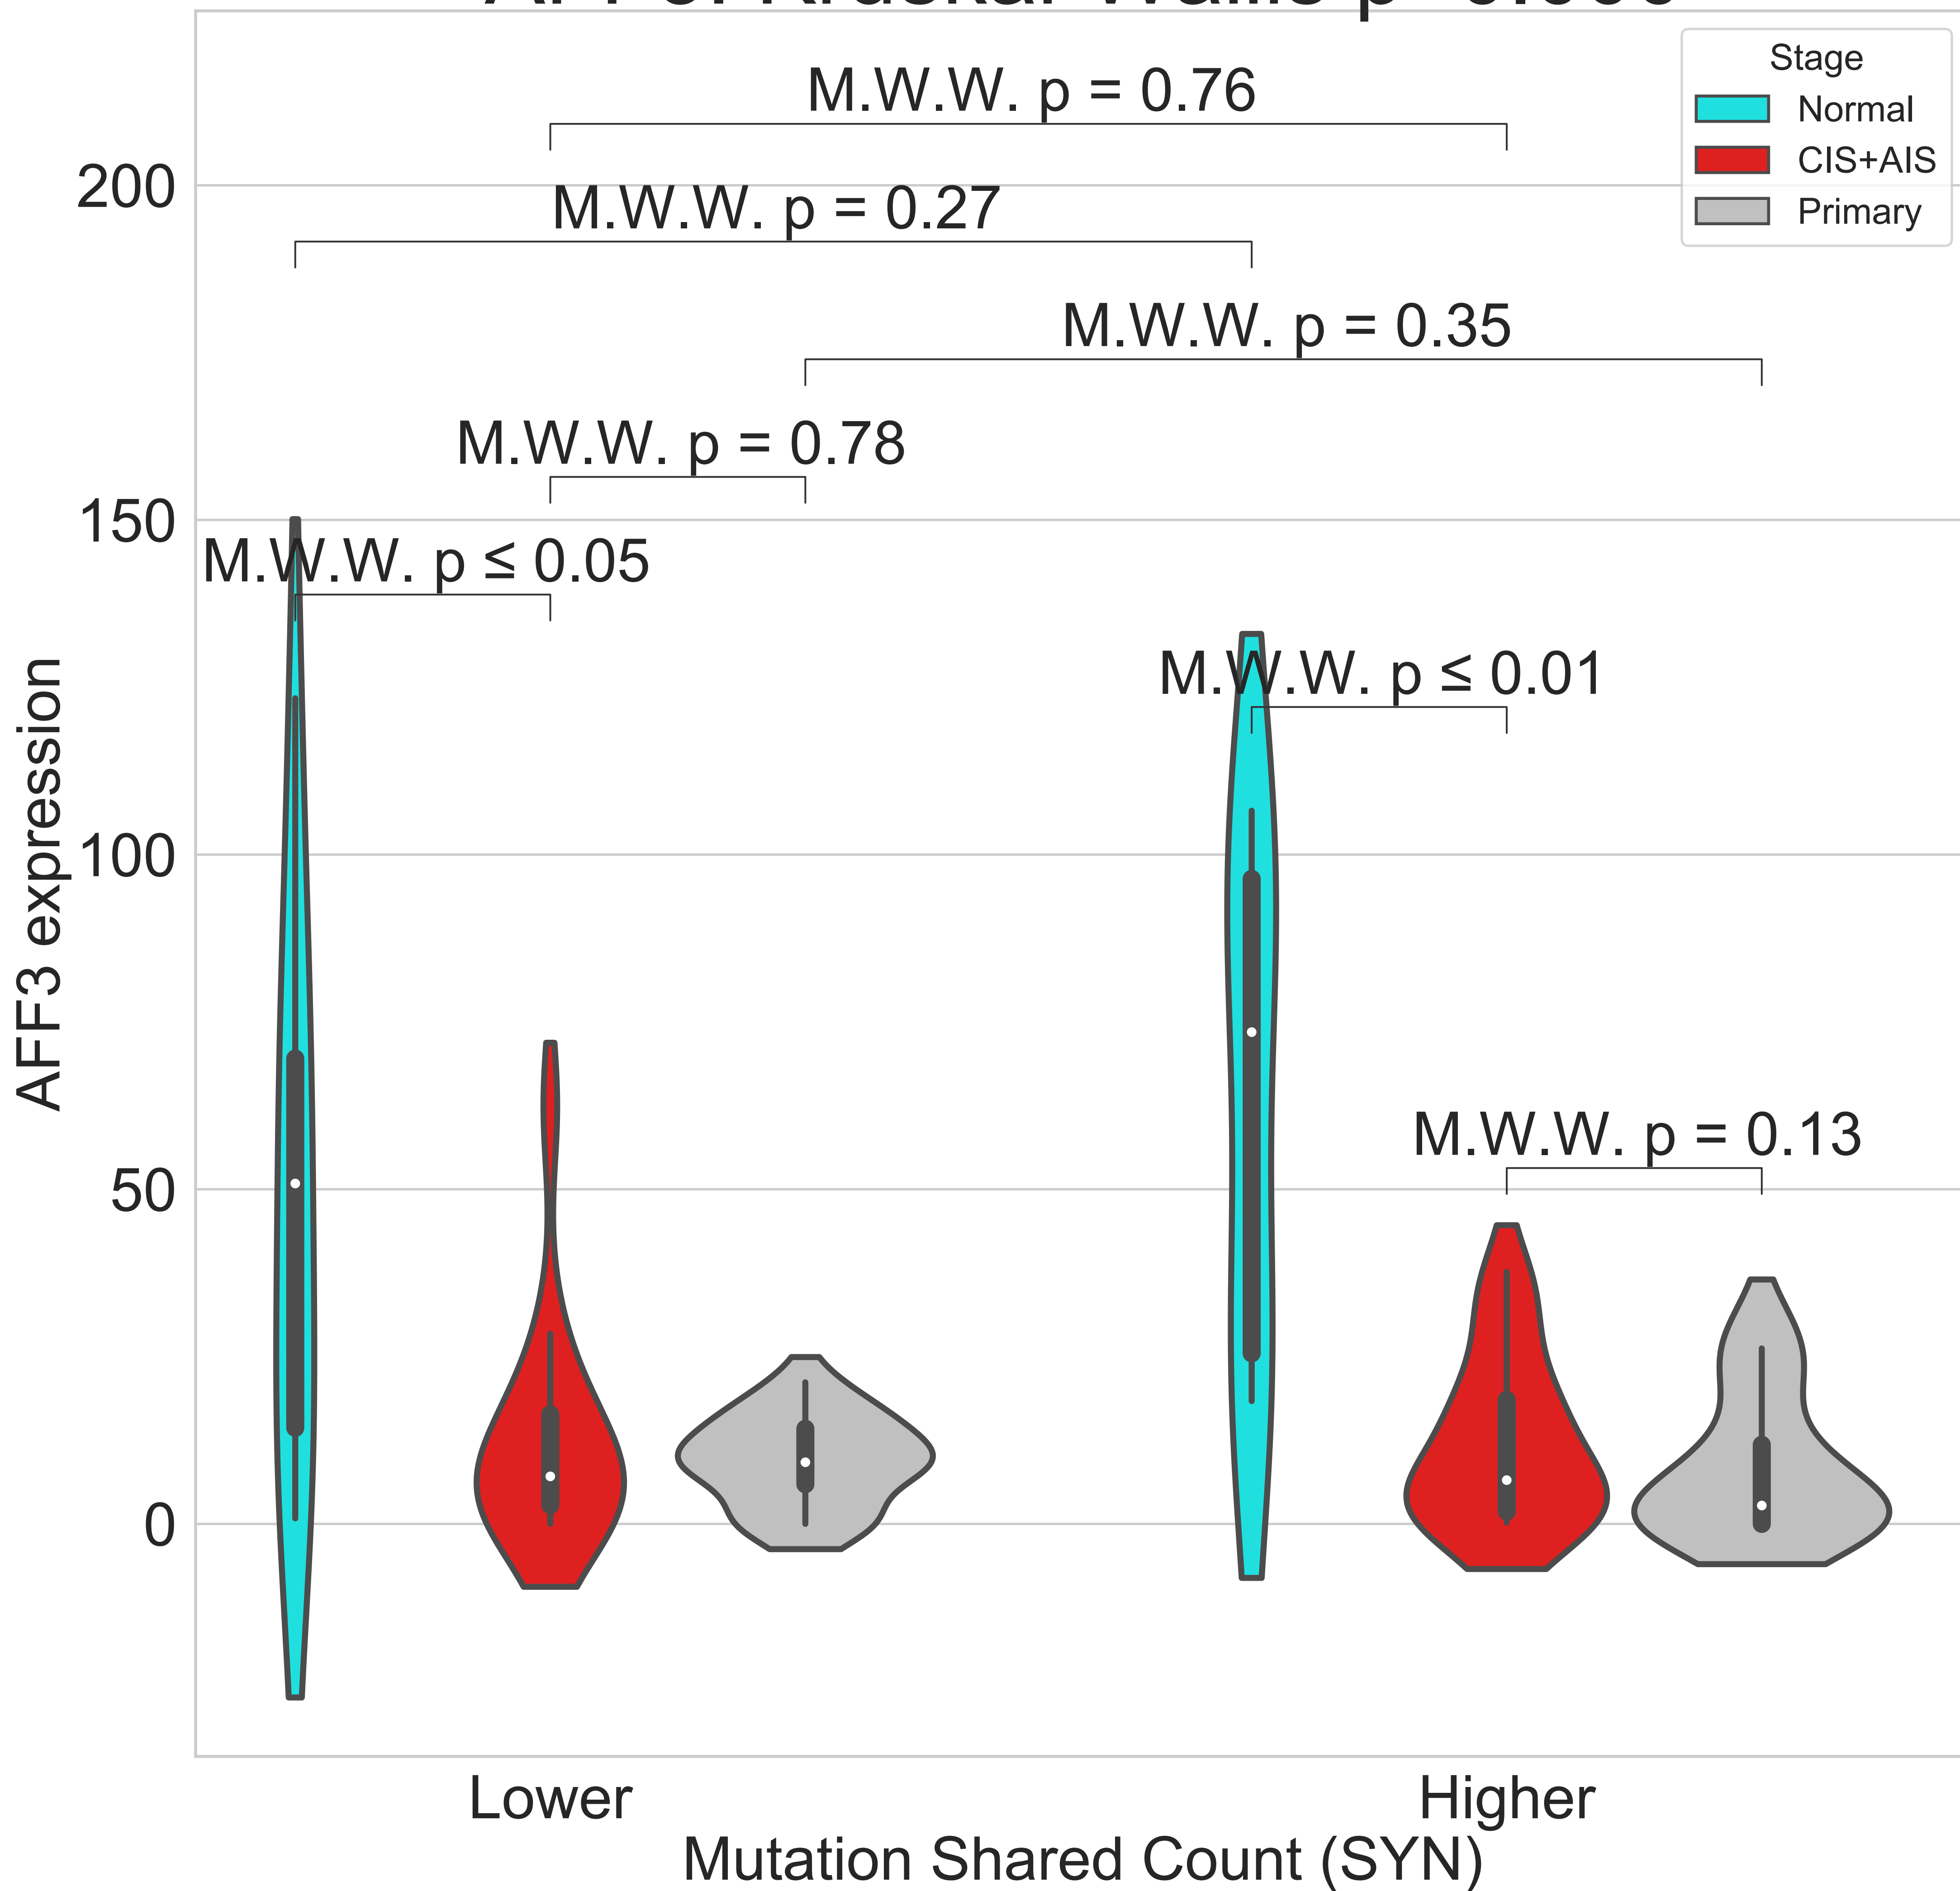 Stage
Normal
CIS+AIS
Primary
M.W.W. p = 0.76
200
M.W.W. p = 0.27
M.W.W. p = 0.35
M.W.W. p = 0.78
150
M.W.W. p ≤ 0.05
M.W.W. p ≤ 0.01
100
AFF3 expression
M.W.W. p = 0.13
50
0
Lower
Higher
Mutation Shared Count (SYN)